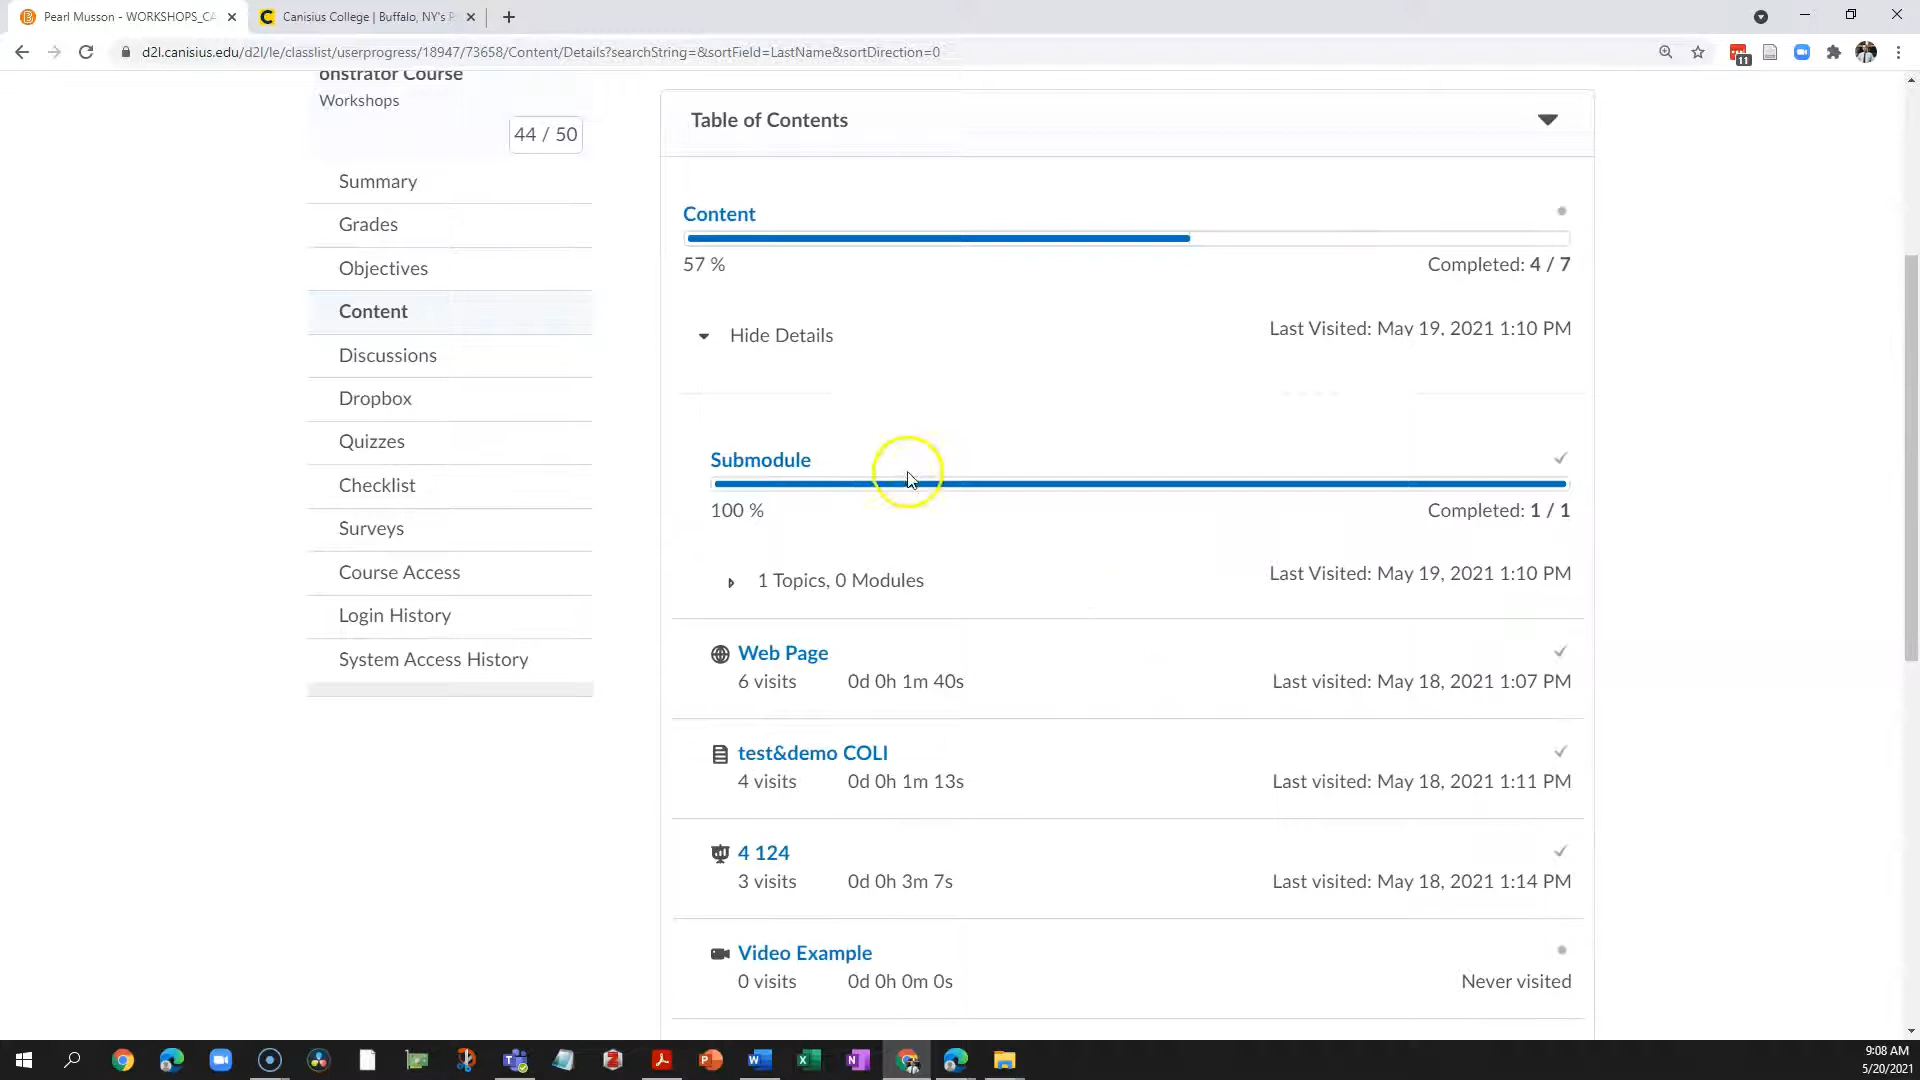 Pearl Musson - WORKSHOPS_CA
Canisius College | Buffalo, NY's P
d2l.canisius.edu/d2l/le/classlist/userprogress/18947/73658/Content/Details?searchString=&sortField=LastName&sortDirection=0
11
onstrator Course
Workshops
44 / 50
Summary
Grades
Objectives
Content
Discussions
Dropbox
Quizzes
Checklist
Surveys
Course Access
Login History
System Access History
Table of Contents
Content
57 %
Completed: 4 / 7
Hide Details
Last Visited: May 19, 2021 1:10 PM
Submodule
100 %
Completed: 1 / 1
1 Topics, 0 Modules
Last Visited: May 19, 2021 1:10 PM
Web Page
6 visits 0d 0h 1m 40s
Last visited: May 18, 2021 1:07 PM
test&demo COLI
4 visits 0d 0h 1m 13s
Last visited: May 18, 2021 1:11 PM
4 124
3 visits 0d 0h 3m 7s
Last visited: May 18, 2021 1:14 PM
Video Example
0 visits 0d 0h 0m 0s
Never visited
9:08 AM
5/20/2021